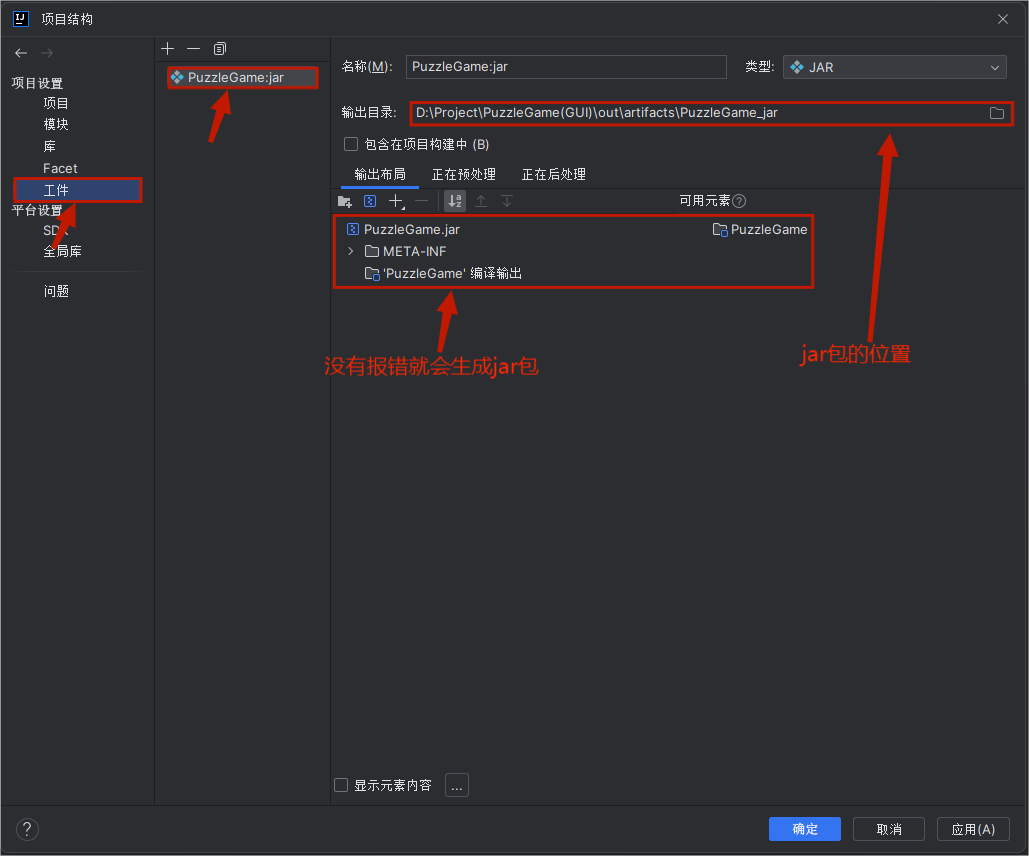 项目结构
项目设置
项目
模块
库
Facet
工件
平台设置
SDK
全局库
问题
PuzzleGame:jar
名称(M): PuzzleGame:jar 类型: JAR
输出目录: D:\Project\PuzzleGame(GUI)\out\artifacts\PuzzleGame_jar
包含在项目构建中 (B)
输出布局 正在预处理 正在后处理
可用元素?
PuzzleGame.jar PuzzleGame
META-INF
'PuzzleGame' 编译输出
没有报错就会生成jar包
jar包的位置
显示元素内容 ...
? 确定 取消 应用(A)